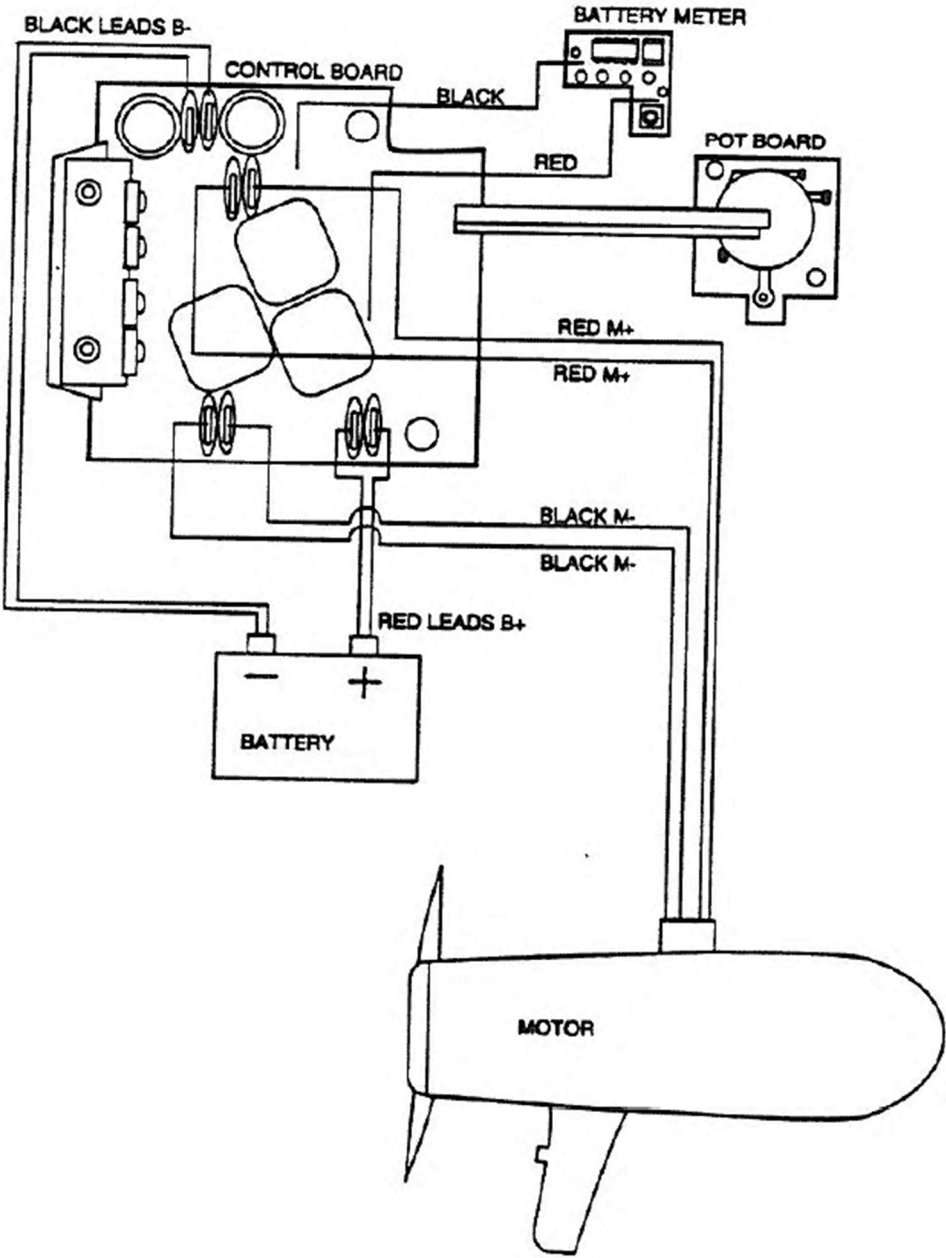 BLACK LEADS B-
BATTERY METER
CONTROL BOARD
BLACK
POT BOARD
RED
RED M+
RED M+
BLACK M-
BLACK M-
RED LEADS B+
— +
BATTERY
MOTOR